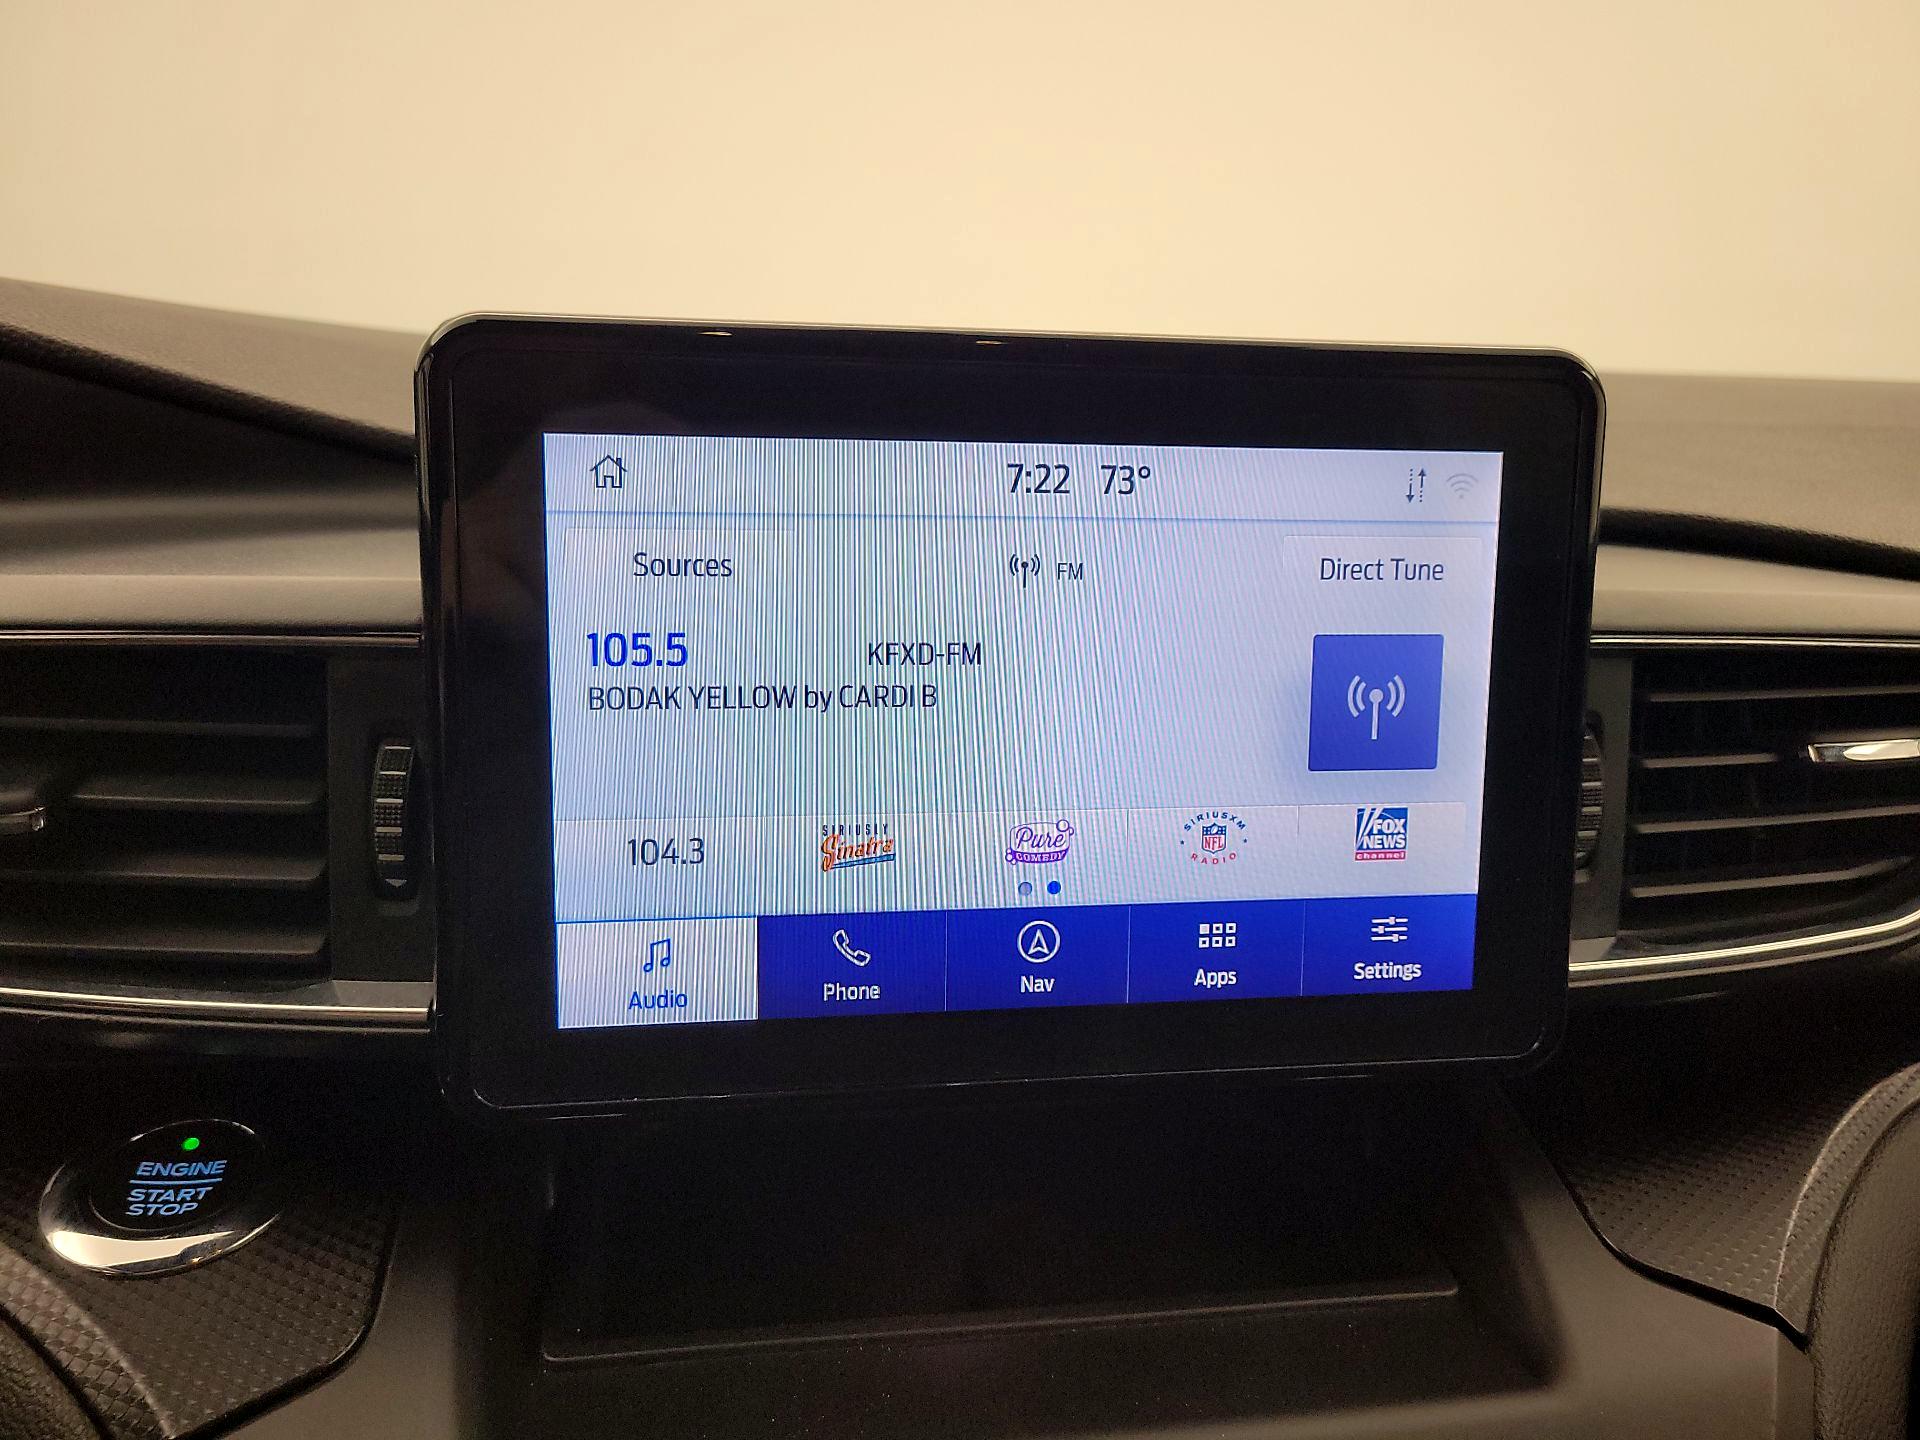 7:22 73°
Sources
FM
Direct Tune
105.5
KFXD-FM
BODAK YELLOW by CARDI B
104.3
SIRIUSLY
Sinatra
Pure
COMEDY
SIRIUSXM
NFL
RADIO
FOX
NEWS
channel
Audio
Phone
Nav
Apps
Settings
ENGINE
START
STOP